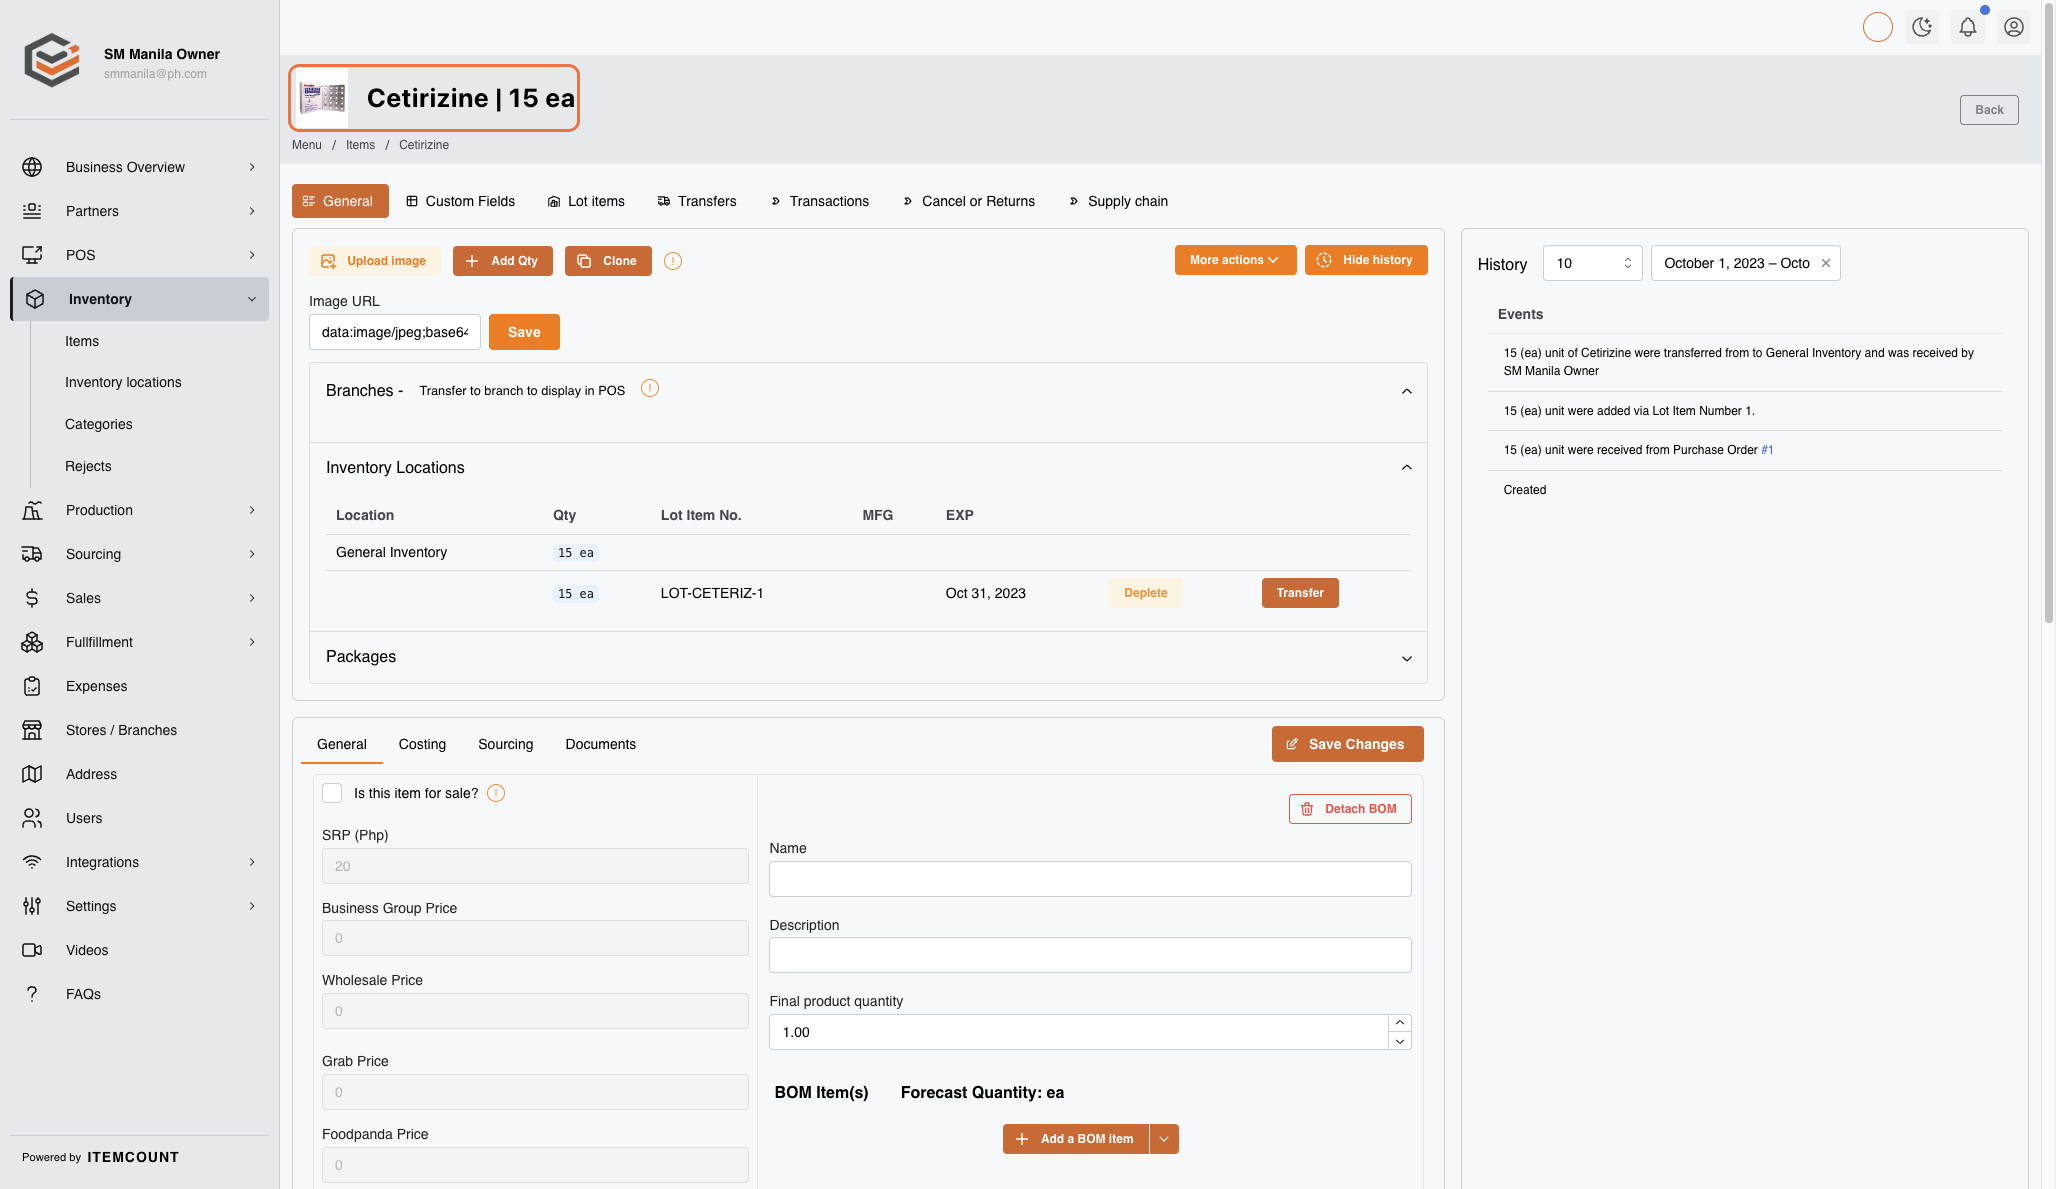 SM Manila Owner
smmanila@ph.com
Business Overview
Partners
POS
Inventory
Items
Inventory locations
Categories
Rejects
Production
Sourcing
Sales
Fullfillment
Expenses
Stores / Branches
Address
Users
Integrations
Settings
Videos
FAQs
Powered by ITEMCOUNT
Cetirizine | 15 ea
Back
Menu / Items / Cetirizine
General Custom Fields Lot items Transfers Transactions Cancel or Returns Supply chain
Upload image Add Qty Clone More actions Hide history
Image URL
data:image/jpeg;base64 Save
Branches - Transfer to branch to display in POS
Inventory Locations
Location Qty Lot Item No. MFG EXP
General Inventory 15 ea
15 ea LOT-CETERIZ-1 Oct 31, 2023 Deplete Transfer
Packages
General Costing Sourcing Documents Save Changes
Is this item for sale?
SRP (Php)
20
Business Group Price
0
Wholesale Price
0
Grab Price
0
Foodpanda Price
0
Detach BOM
Name
Description
Final product quantity
1.00
BOM Item(s) Forecast Quantity: ea
Add a BOM item
History 10 October 1, 2023 – Octo
Events
15 (ea) unit of Cetirizine were transferred from to General Inventory and was received by
SM Manila Owner
15 (ea) unit were added via Lot Item Number 1.
15 (ea) unit were received from Purchase Order #1
Created